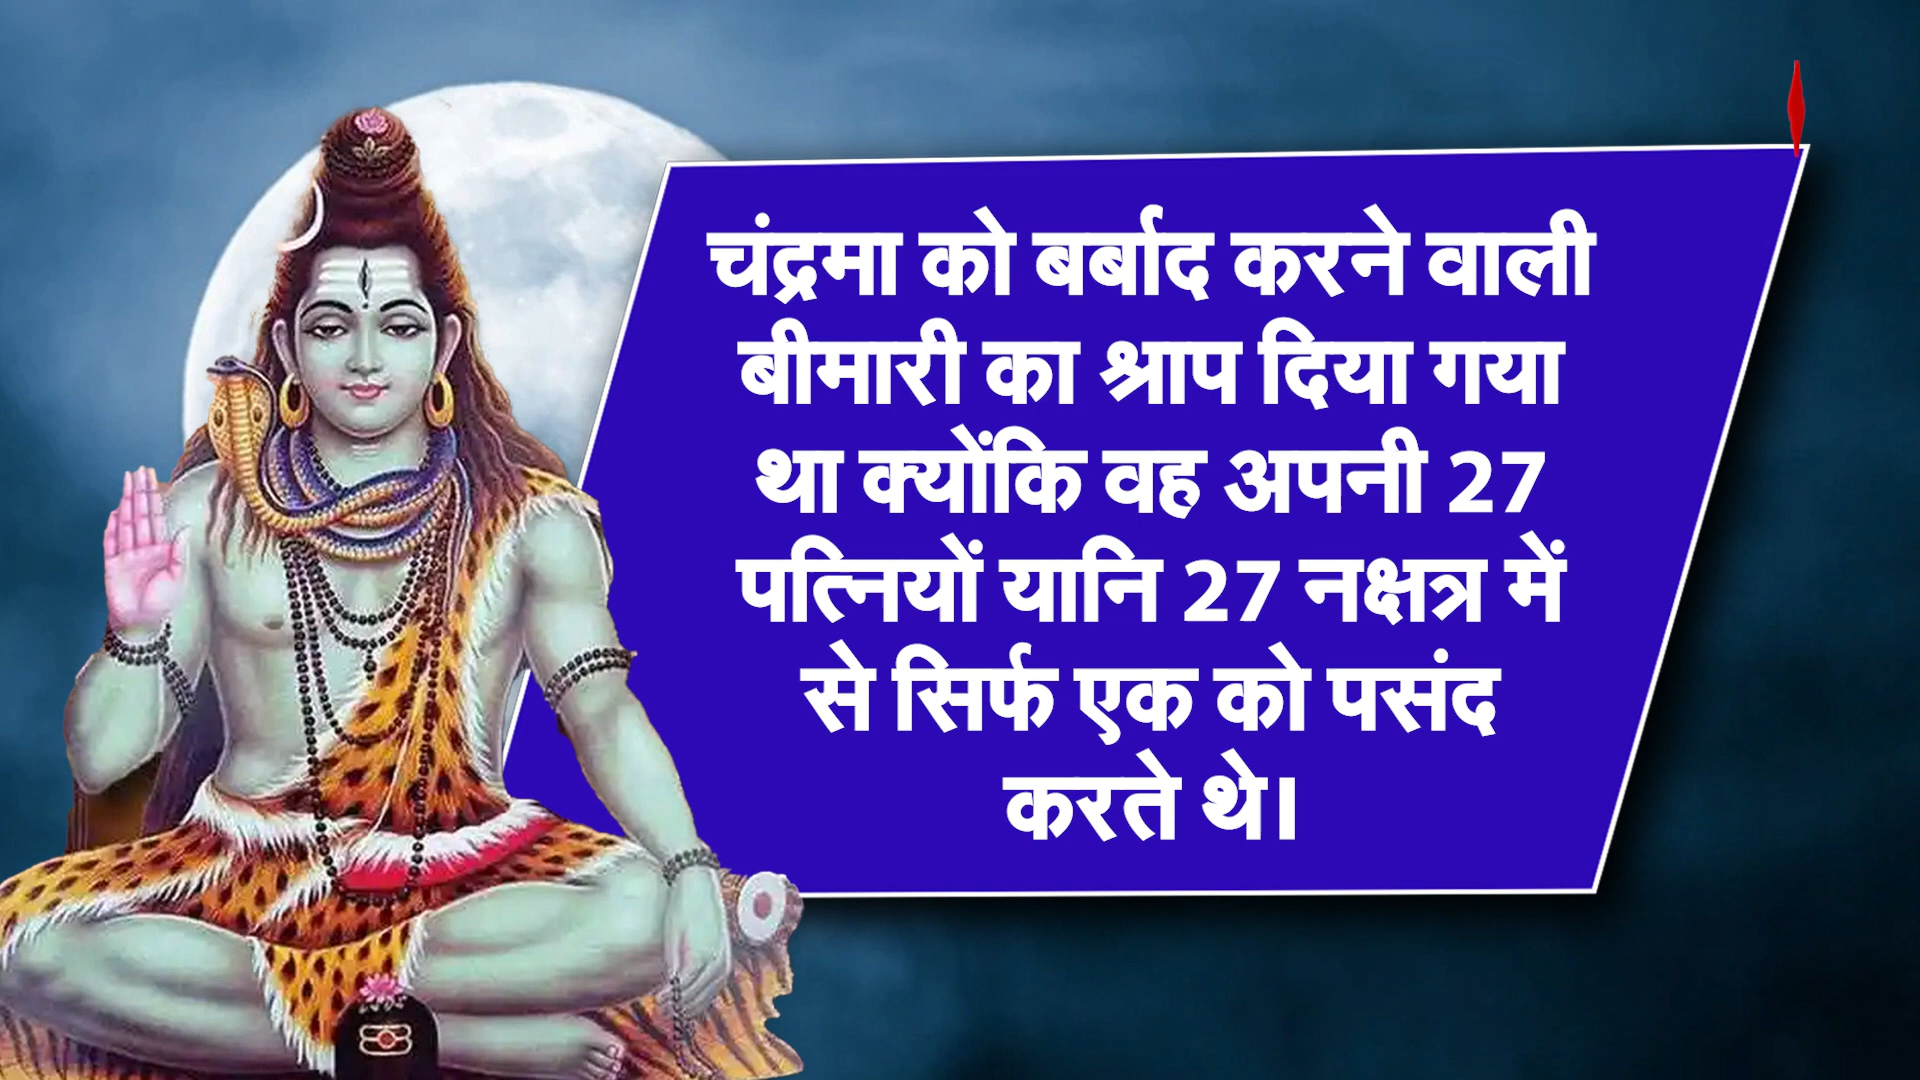 चंद्रमा को बर्बाद करने वाली
बीमारी का श्राप दिया गया
था क्योंकि वह अपनी 27
पत्नियों यानि 27 नक्षत्र में
से सिर्फ एक को पसंद
करते थे।